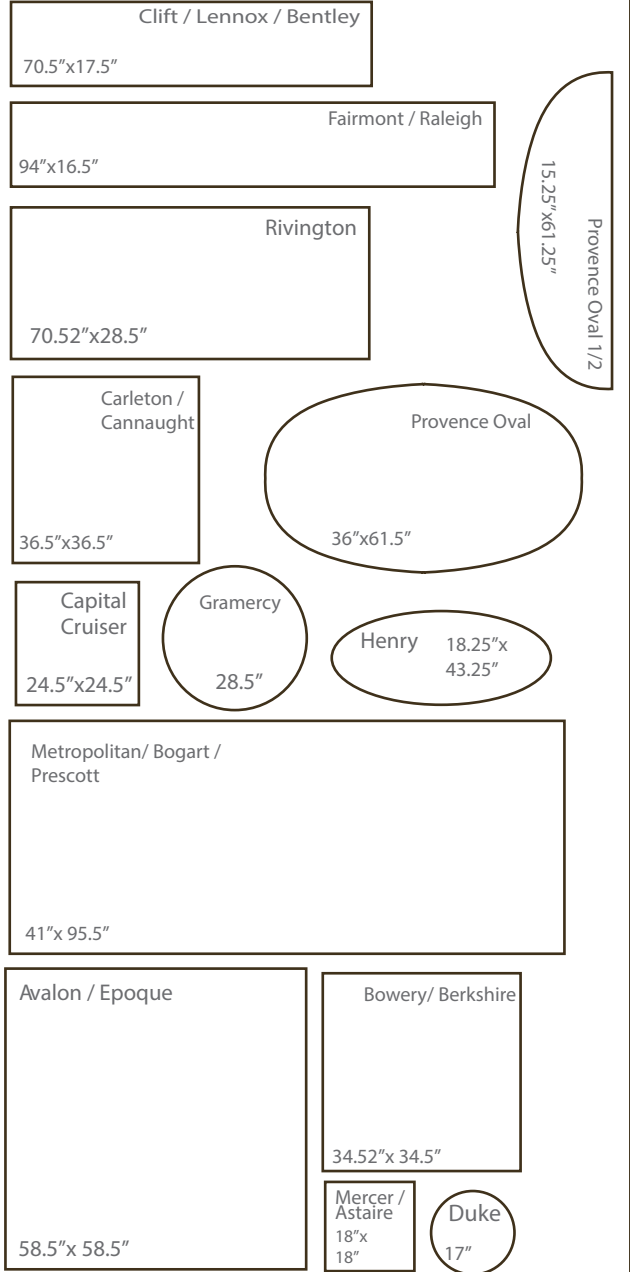 Clift / Lennox / Bentley
70.5”x17.5”
Fairmont / Raleigh
94”x16.5”
Provence Oval 1/2
15.25”x61.25”
Rivington
70.52”x28.5”
Carleton /
Cannaught
36.5”x36.5”
Provence Oval
36”x61.5”
Capital
Cruiser
24.5”x24.5”
Gramercy
28.5”
Henry
18.25”x
43.25”
Metropolitan/ Bogart /
Prescott
41”x 95.5”
Avalon / Epoque
58.5”x 58.5”
Bowery/ Berkshire
34.52”x 34.5”
Mercer /
Astaire
18”x
18”
Duke
17”